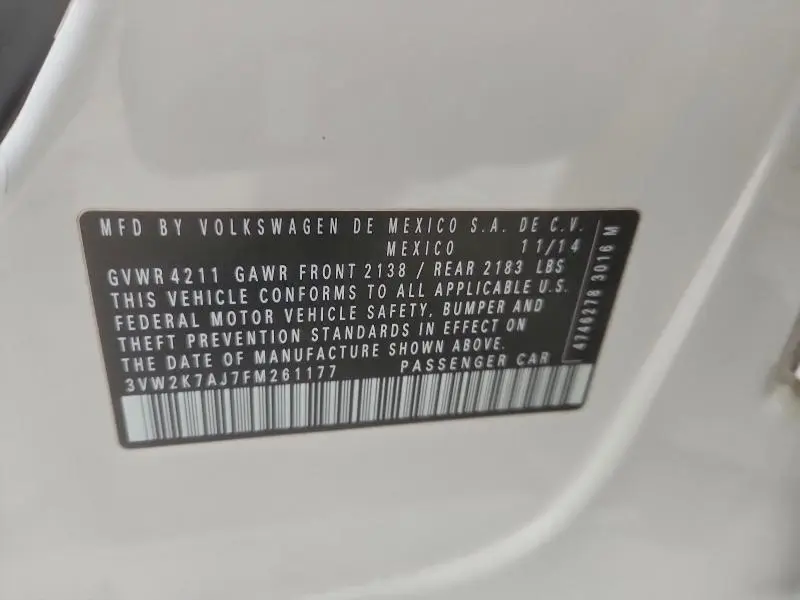 MFD BY VOLKSWAGEN DE MEXICO S.A. DE C.V.
MEXICO 11/14
GVWR 4211 GAWR FRONT 2138 / REAR 2183 LBS
THIS VEHICLE CONFORMS TO ALL APPLICABLE U.S.
FEDERAL MOTOR VEHICLE SAFETY, BUMPER AND
THEFT PREVENTION STANDARDS IN EFFECT ON
THE DATE OF MANUFACTURE SHOWN ABOVE.
3VW2K7AJ7FM261177 PASSENGER CAR
4746278 3016 M